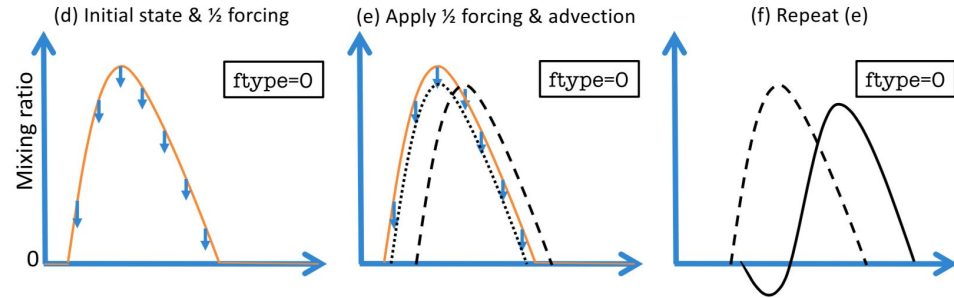 (d) Initial state & ½ forcing
(e) Apply ½ forcing & advection
(f) Repeat (e)
ftype=0
ftype=0
ftype=0
Mixing ratio
0